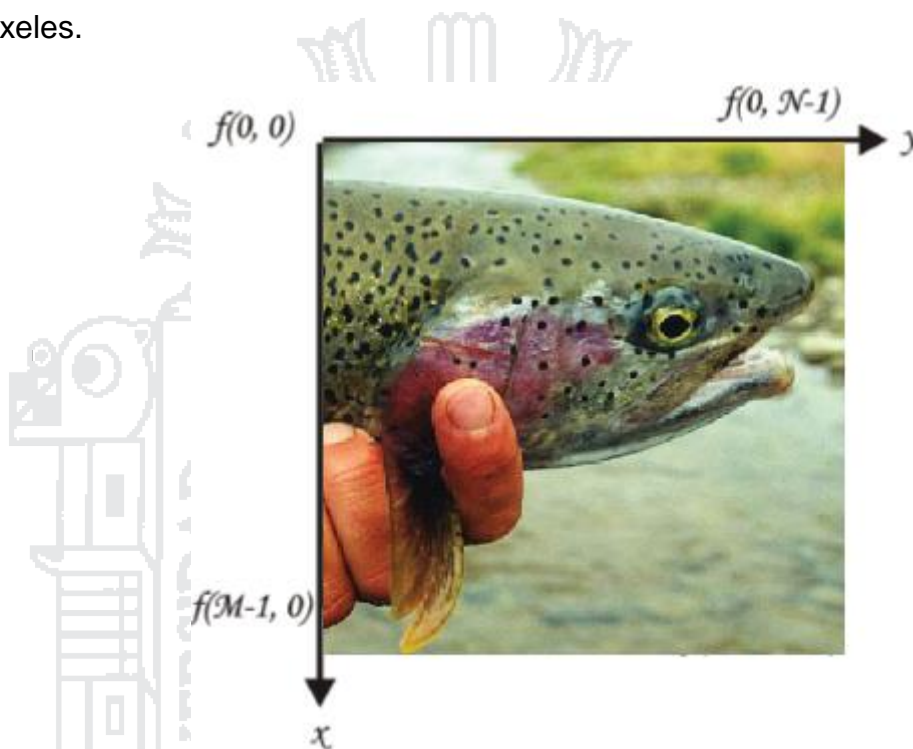 xeles.
f(0, N-1)
f(0, 0)
y
f(M-1, 0)
x